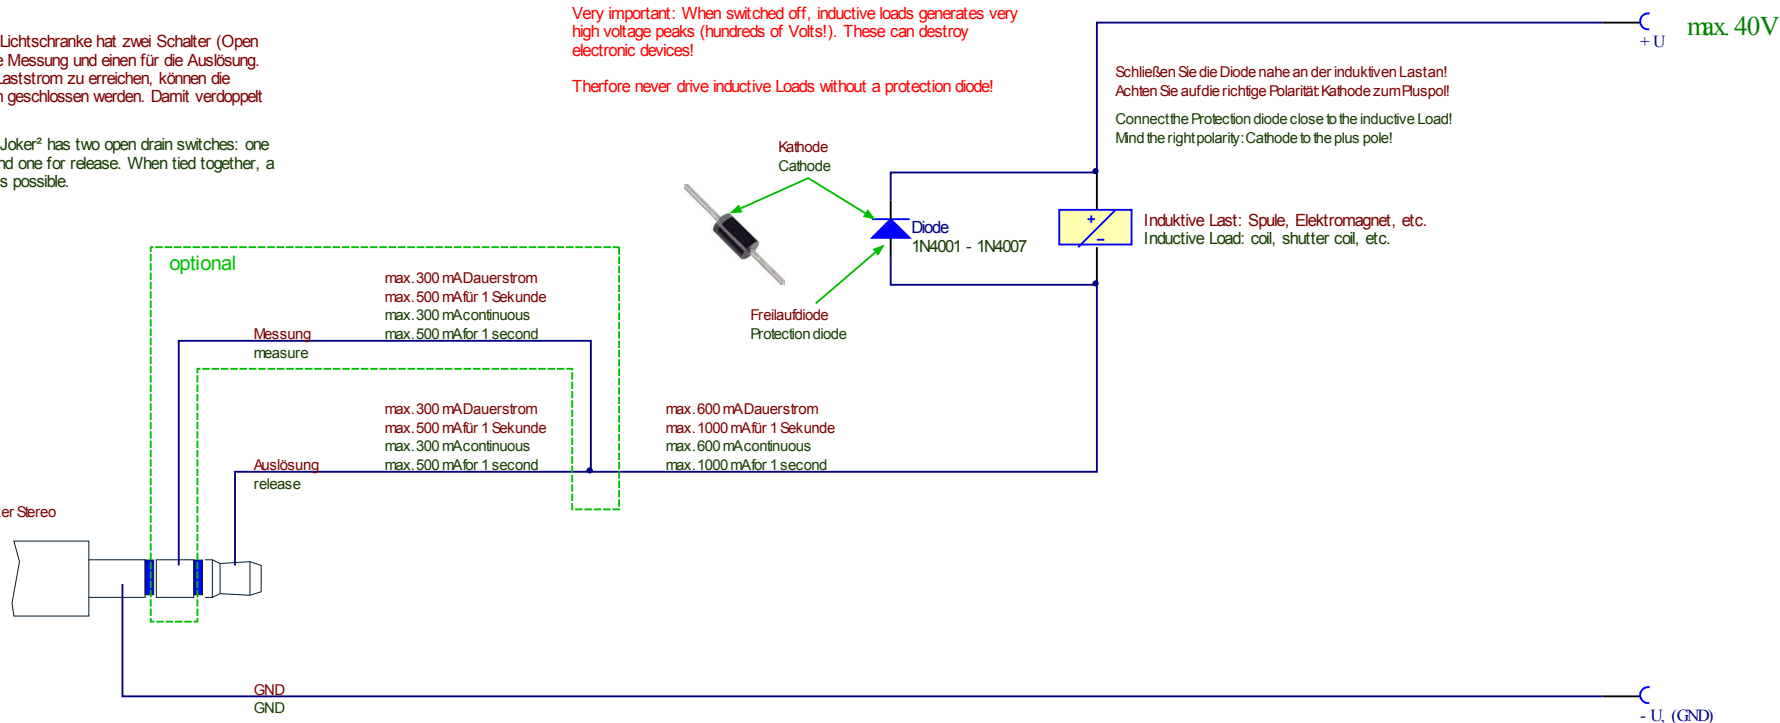 Lichtschranke hat zwei Schalter (Open
e Messung und einen für die Auslösung.
Laststrom zu erreichen, können die
n geschlossen werden. Damit verdoppelt
Joker² has two open drain switches: one
nd one for release. When tied together, a
s possible.
Very important: When switched off, inductive loads generates very
high voltage peaks (hundreds of Volts!). These can destroy
electronic devices!
Therfore never drive inductive Loads without a protection diode!
+ U
max. 40V
Schließen Sie die Diode nahe an der induktiven Last an!
Achten Sie auf die richtige Polarität: Kathode zum Pluspol!
Connect the Protection diode close to the inductive Load!
Mind the right polarity: Cathode to the plus pole!
Kathode
Cathode
Diode
1N4001 - 1N4007
Induktive Last: Spule, Elektromagnet, etc.
Inductive Load: coil, shutter coil, etc.
+
–
Freilaufdiode
Protection diode
optional
max. 300 mA Dauerstrom
max. 500 mA für 1 Sekunde
max. 300 mA continuous
max. 500 mA for 1 second
Messung
measure
max. 300 mA Dauerstrom
max. 500 mA für 1 Sekunde
max. 300 mA continuous
max. 500 mA for 1 second
Auslösung
release
max. 600 mA Dauerstrom
max. 1000 mA für 1 Sekunde
max. 600 mA continuous
max. 1000 mA for 1 second
er Stereo
GND
GND
- U, (GND)